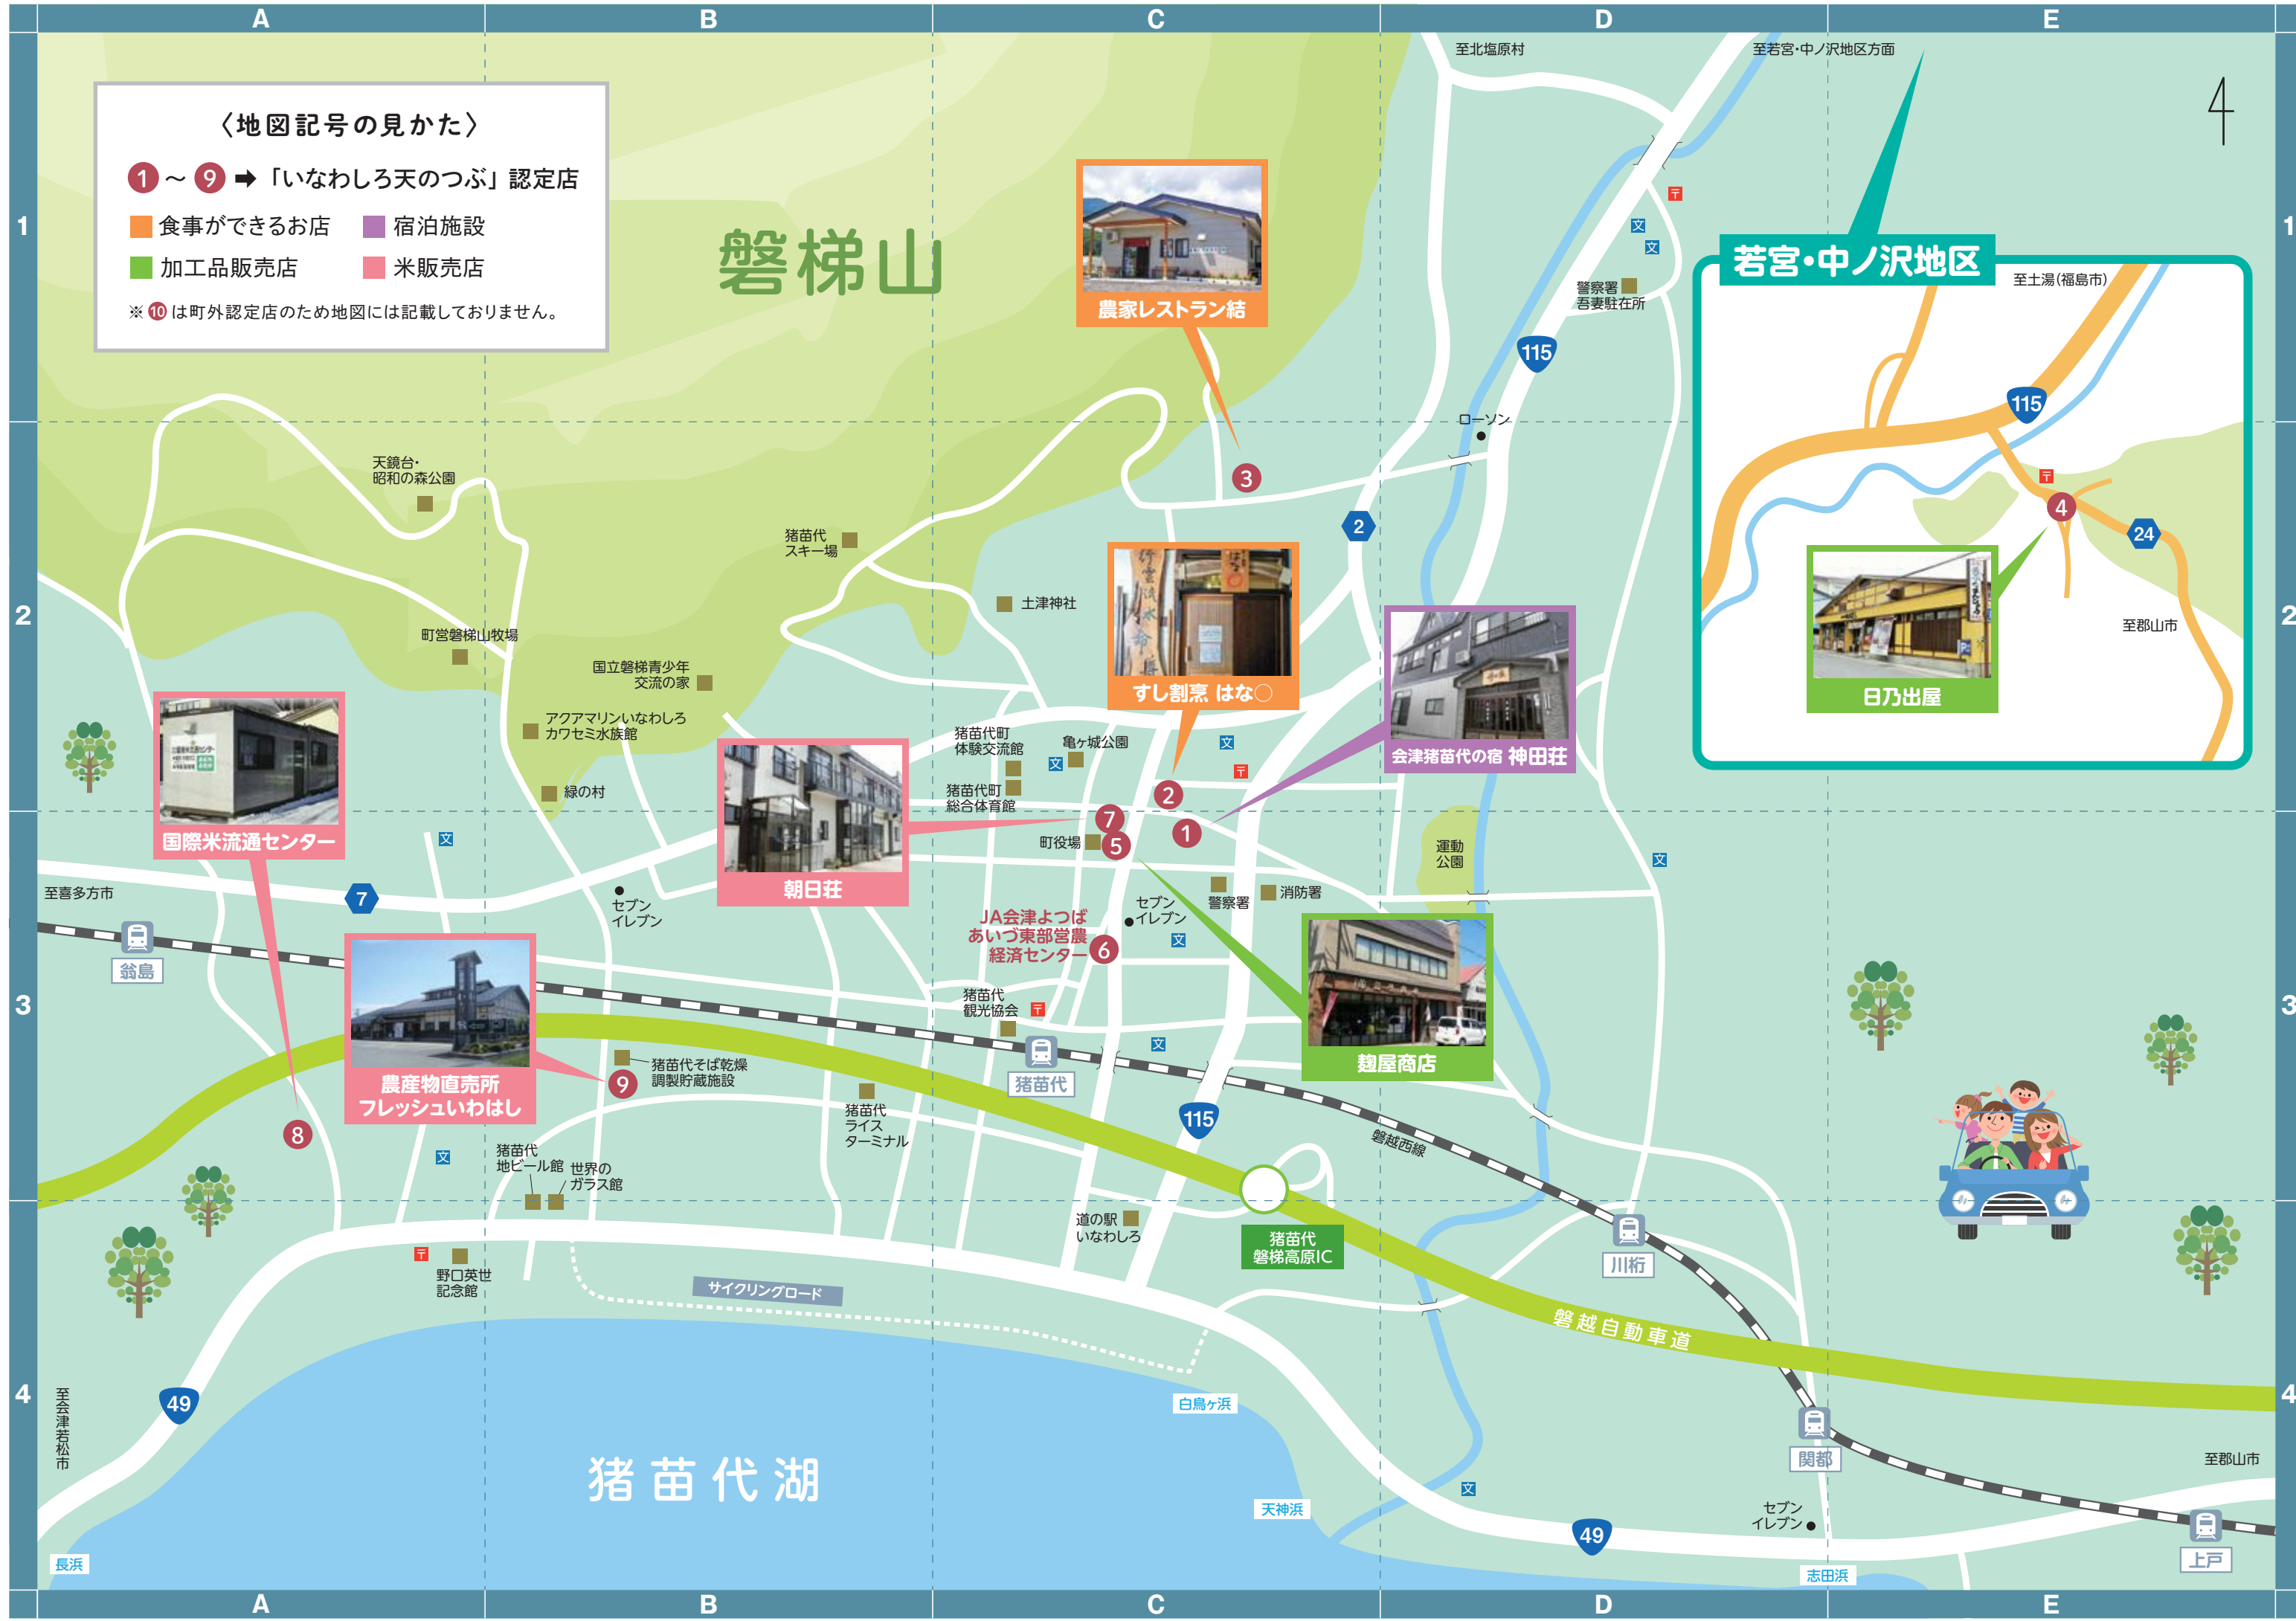 A
B
C
D
E
1
2
3
4
〈地図記号の見かた〉
1 ～ 9 ➡「いなわしろ天のつぶ」認定店
食事ができるお店
宿泊施設
加工品販売店
米販売店
※10は町外認定店のため地図には記載しておりません。
磐梯山
至北塩原村
至若宮・中ノ沢地区方面
農家レストラン結
文
文
警察署
吾妻駐在所
115
若宮・中ノ沢地区
至土湯(福島市)
115
4
24
至郡山市
日乃出屋
ローソン
天鏡台・
昭和の森公園
3
2
猪苗代
スキー場
土津神社
町営磐梯山牧場
国立磐梯青少年
交流の家
アクアマリンいなわしろ
カワセミ水族館
緑の村
すし割烹 はな〇
会津猪苗代の宿 神田荘
国際米流通センター
猪苗代町
体験交流館
亀ヶ城公園
文
文
猪苗代町
総合体育館
2
7
1
5
町役場
朝日荘
運動
公園
文
文
至喜多方市
7
セブン
イレブン
警察署
消防署
セブン
イレブン
JA会津よつば
あいづ東部営農
経済センター
6
文
翁島
猪苗代
観光協会
麹屋商店
文
猪苗代
農産物直売所
フレッシュいわはし
9
猪苗代そば乾燥
調製貯蔵施設
猪苗代
ライス
ターミナル
8
115
磐越西線
文
猪苗代
地ビール館
世界の
ガラス館
道の駅
いなわしろ
猪苗代
磐梯高原IC
川桁
野口英世
記念館
サイクリングロード
磐越自動車道
49
至会津若松市
白鳥ヶ浜
猪苗代湖
天神浜
文
49
関都
至郡山市
セブン
イレブン
上戸
長浜
志田浜
1
2
3
4
A
B
C
D
E